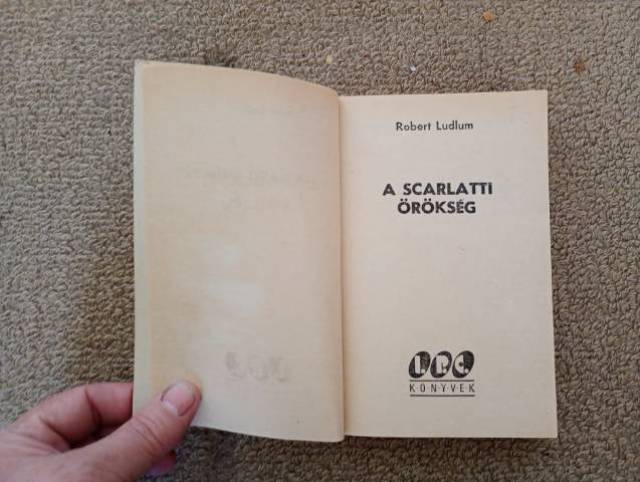 Robert Ludlum
A SCARLATTI
ÖRÖKSÉG
I.P.C.
KÖNYVEK